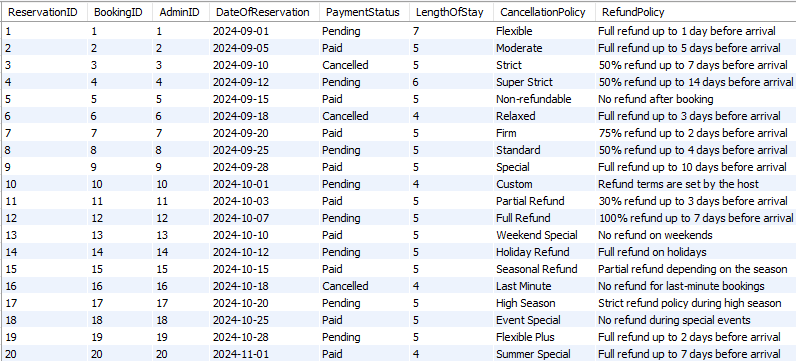 ReservationID BookingID AdminID DateOfReservation PaymentStatus LengthOfStay CancellationPolicy RefundPolicy
1 1 1 2024-09-01 Pending 7 Flexible Full refund up to 1 day before arrival
2 2 2 2024-09-05 Paid 5 Moderate Full refund up to 5 days before arrival
3 3 3 2024-09-10 Cancelled 5 Strict 50% refund up to 7 days before arrival
4 4 4 2024-09-12 Pending 6 Super Strict 50% refund up to 14 days before arrival
5 5 5 2024-09-15 Paid 5 Non-refundable No refund after booking
6 6 6 2024-09-18 Cancelled 4 Relaxed Full refund up to 3 days before arrival
7 7 7 2024-09-20 Paid 5 Firm 75% refund up to 2 days before arrival
8 8 8 2024-09-25 Pending 5 Standard 50% refund up to 4 days before arrival
9 9 9 2024-09-28 Paid 5 Special Full refund up to 10 days before arrival
10 10 10 2024-10-01 Pending 4 Custom Refund terms are set by the host
11 11 11 2024-10-03 Paid 5 Partial Refund 30% refund up to 3 days before arrival
12 12 12 2024-10-07 Pending 5 Full Refund 100% refund up to 7 days before arrival
13 13 13 2024-10-10 Paid 5 Weekend Special No refund on weekends
14 14 14 2024-10-12 Pending 5 Holiday Refund Full refund on holidays
15 15 15 2024-10-15 Paid 5 Seasonal Refund Partial refund depending on the season
16 16 16 2024-10-18 Cancelled 4 Last Minute No refund for last-minute bookings
17 17 17 2024-10-20 Pending 5 High Season Strict refund policy during high season
18 18 18 2024-10-25 Paid 5 Event Special No refund during special events
19 19 19 2024-10-28 Pending 5 Flexible Plus Full refund up to 2 days before arrival
20 20 20 2024-11-01 Paid 4 Summer Special Full refund up to 7 days before arrival